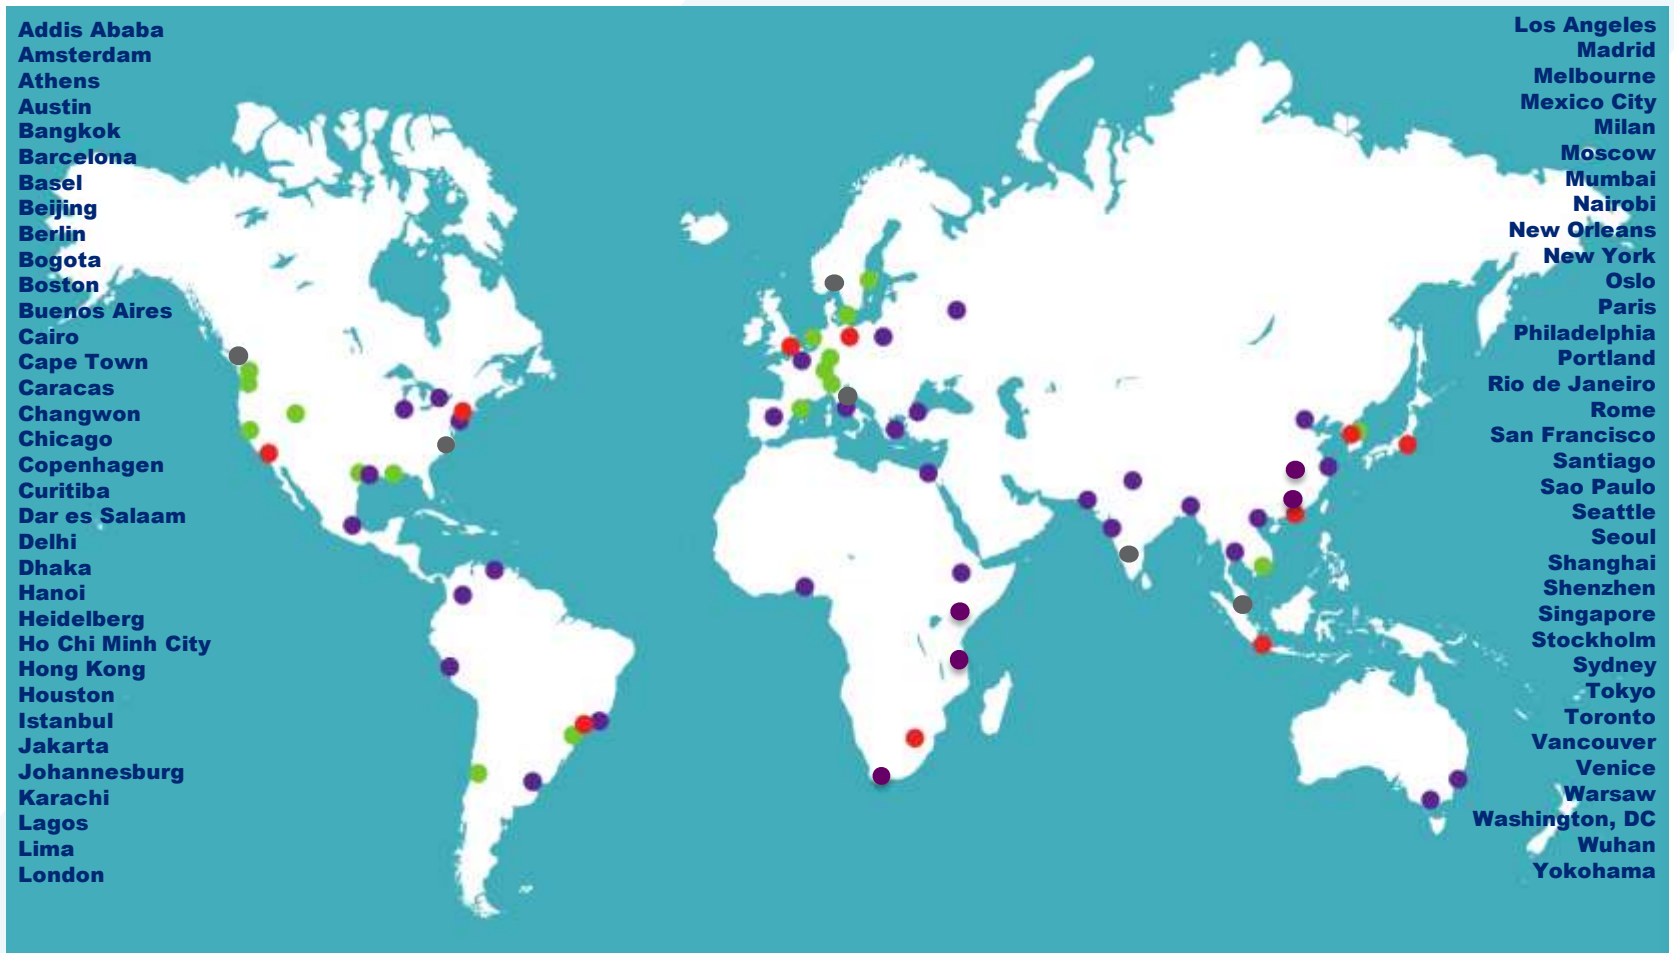 Addis Ababa
Amsterdam
Athens
Austin
Bangkok
Barcelona
Basel
Beijing
Berlin
Bogota
Boston
Buenos Aires
Cairo
Cape Town
Caracas
Changwon
Chicago
Copenhagen
Curitiba
Dar es Salaam
Delhi
Dhaka
Hanoi
Heidelberg
Ho Chi Minh City
Hong Kong
Houston
Istanbul
Jakarta
Johannesburg
Karachi
Lagos
Lima
London
Los Angeles
Madrid
Melbourne
Mexico City
Milan
Moscow
Mumbai
Nairobi
New Orleans
New York
Oslo
Paris
Philadelphia
Portland
Rio de Janeiro
Rome
San Francisco
Santiago
Sao Paulo
Seattle
Seoul
Shanghai
Shenzhen
Singapore
Stockholm
Sydney
Tokyo
Toronto
Vancouver
Venice
Warsaw
Washington, DC
Wuhan
Yokohama